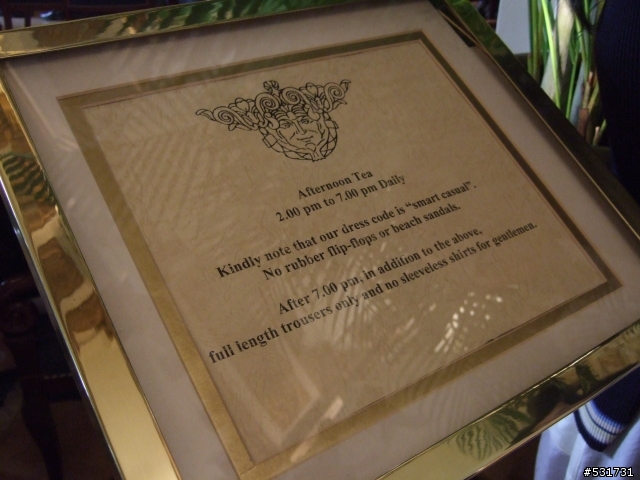 Afternoon Tea
2.00 pm to 7.00 pm Daily
Kindly note that our dress code is "smart casual".
No rubber flip-flops or beach sandals.
After 7.00 pm, in addition to the above,
full length trousers only and no sleeveless shirts for gentlemen.
#531731